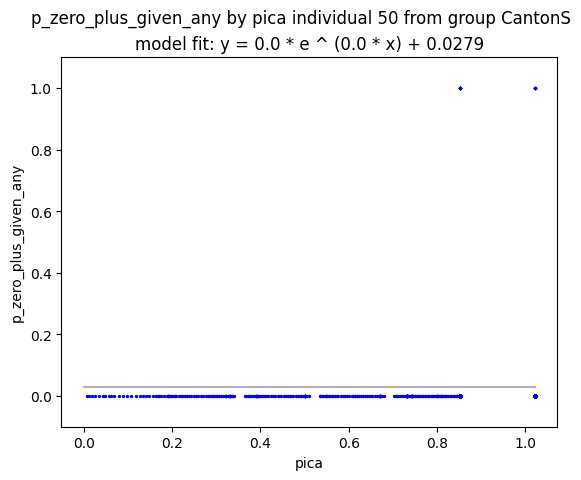 p_zero_plus_given_any by pica individual 50 from group CantonS
model fit: y = 0.0 * e ^ (0.0 * x) + 0.0279
1.0
0.8
0.6
0.4
0.2
0.0
p_zero_plus_given_any
0.0 0.2 0.4 0.6 0.8 1.0
pica